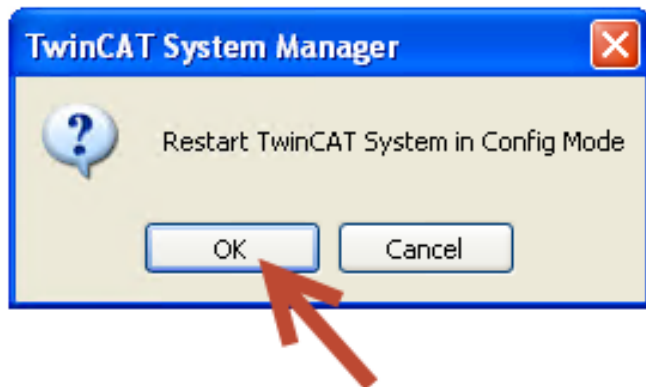 TwinCAT System Manager
Restart TwinCAT System in Config Mode
OK
Cancel